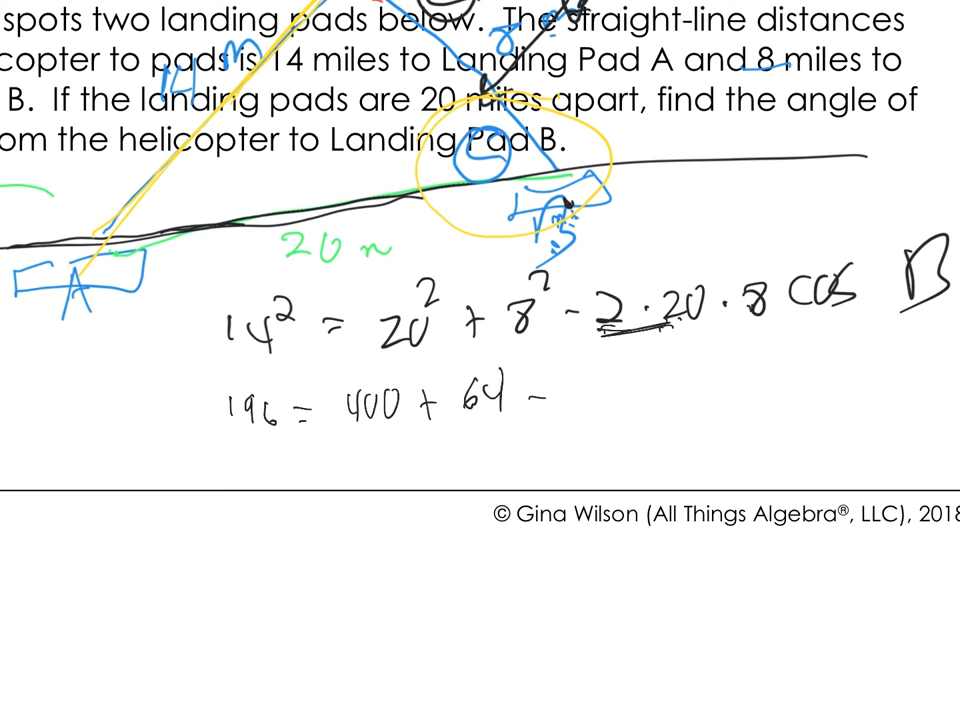 spots two landing pads below. The straight-line distances
copter to pads is 14 miles to Landing Pad A and 8 miles to
B. If the landing pads are 20 miles apart, find the angle of
om the helicopter to Landing Pad B.
14 m
8
20 m
A
14² = 20² + 8² - 2 · 20 · 8 cos B
196 = 400 + 64 -
© Gina Wilson (All Things Algebra®, LLC), 2018